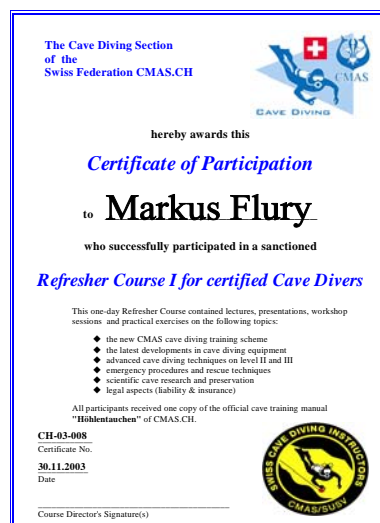 The Cave Diving Section
of the
Swiss Federation CMAS.CH
CMAS
CAVE DIVING
hereby awards this
Certificate of Participation
to Markus Flury
who successfully participated in a sanctioned
Refresher Course I for certified Cave Divers
This one-day Refresher Course contained lectures, presentations, workshop
sessions and practical exercises on the following topics:
◆ the new CMAS cave diving training scheme
◆ the latest developments in cave diving equipment
◆ advanced cave diving techniques on level II and III
◆ emergency procedures and rescue techniques
◆ scientific cave research and preservation
◆ legal aspects (liability & insurance)
All participants received one copy of the official cave training manual
"Höhlentauchen" of CMAS.CH.
CH-03-008
Certificate No.
30.11.2003
Date
Course Director's Signature(s)
SWISS CAVE DIVING INSTRUCTORS
CMAS/SUSV